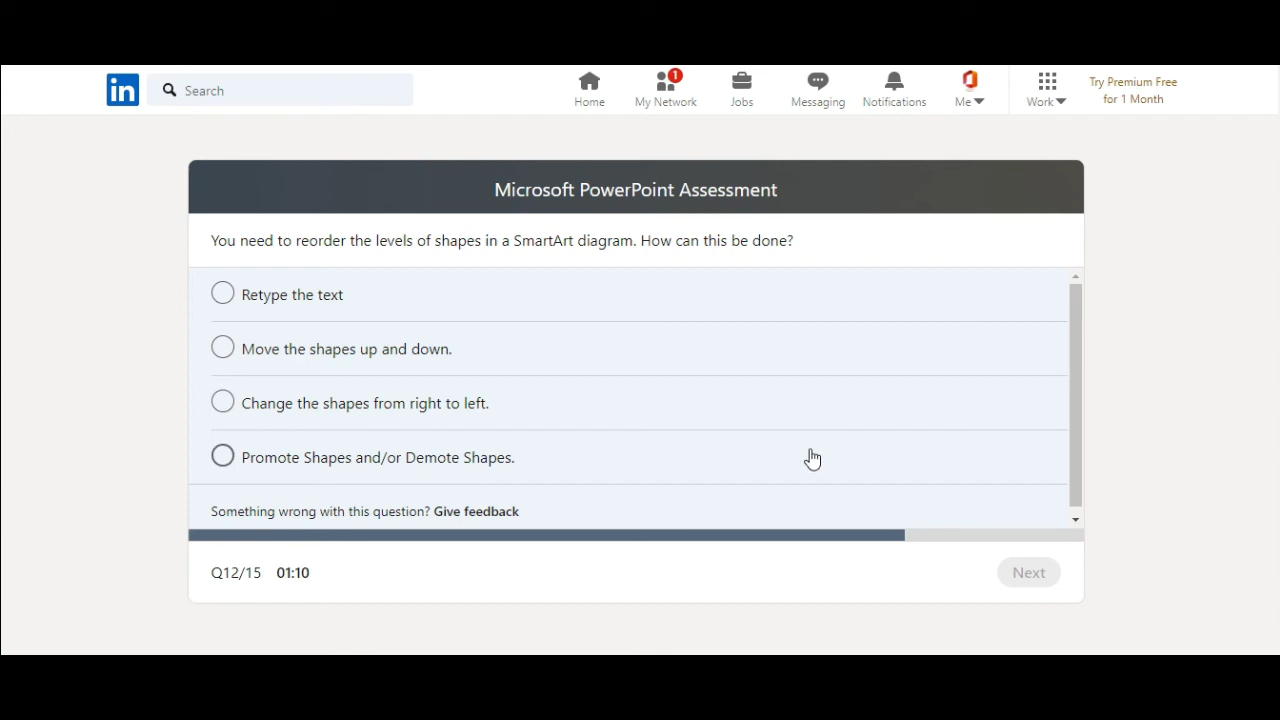 in Search
1
Home My Network Jobs Messaging Notifications Me Work
Try Premium Free
for 1 Month
Microsoft PowerPoint Assessment
You need to reorder the levels of shapes in a SmartArt diagram. How can this be done?
Retype the text
Move the shapes up and down.
Change the shapes from right to left.
Promote Shapes and/or Demote Shapes.
Something wrong with this question? Give feedback
Q12/15 01:10 Next